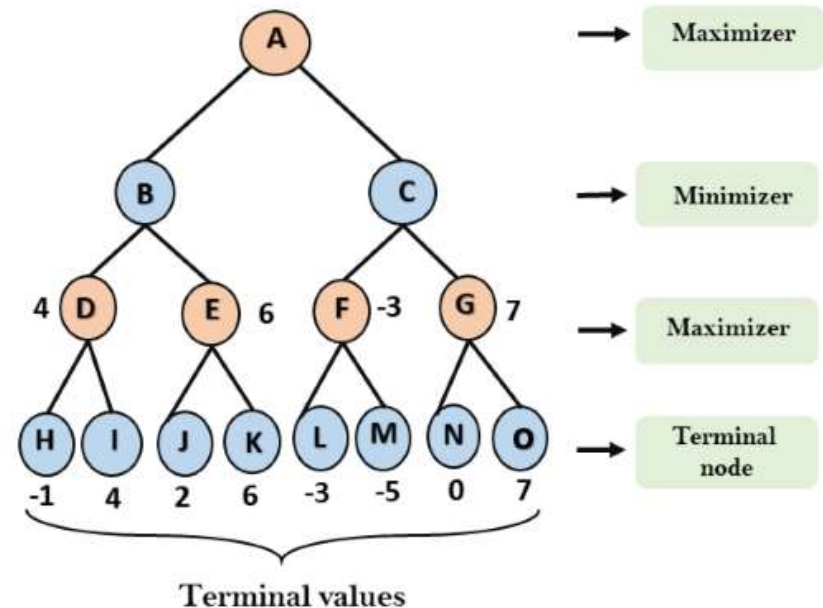 A
Maximizer
B
C
Minimizer
4
D
E
6
F
-3
G
7
Maximizer
H
I
J
K
L
M
N
O
Terminal
node
-1
4
2
6
-3
-5
0
7
Terminal values